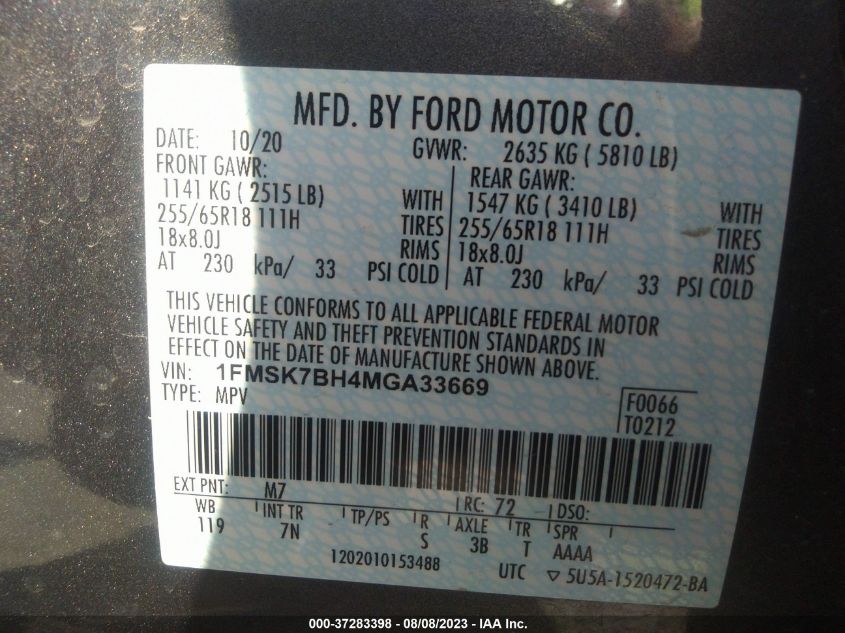 MFD. BY FORD MOTOR CO.
DATE: 10/20 GVWR: 2635 KG ( 5810 LB)
FRONT GAWR: REAR GAWR:
1141 KG ( 2515 LB) WITH 1547 KG ( 3410 LB) WITH
255/65R18 111H TIRES 255/65R18 111H TIRES
18x8.0J RIMS 18x8.0J RIMS
AT 230 kPa/ 33 PSI COLD AT 230 kPa/ 33 PSI COLD
THIS VEHICLE CONFORMS TO ALL APPLICABLE FEDERAL MOTOR
VEHICLE SAFETY AND THEFT PREVENTION STANDARDS IN
EFFECT ON THE DATE OF MANUFACTURE SHOWN ABOVE.
VIN: 1FMSK7BH4MGA33669
TYPE: MPV F0066
T0212
EXT PNT: M7 RC: 72 DSO:
WB INT TR TP/PS R AXLE TR SPR
119 7N S 3B T AAAA
1202010153488 UTC ▽ 5U5A-1520472-BA
000-37283398 - 08/08/2023 - IAA Inc.